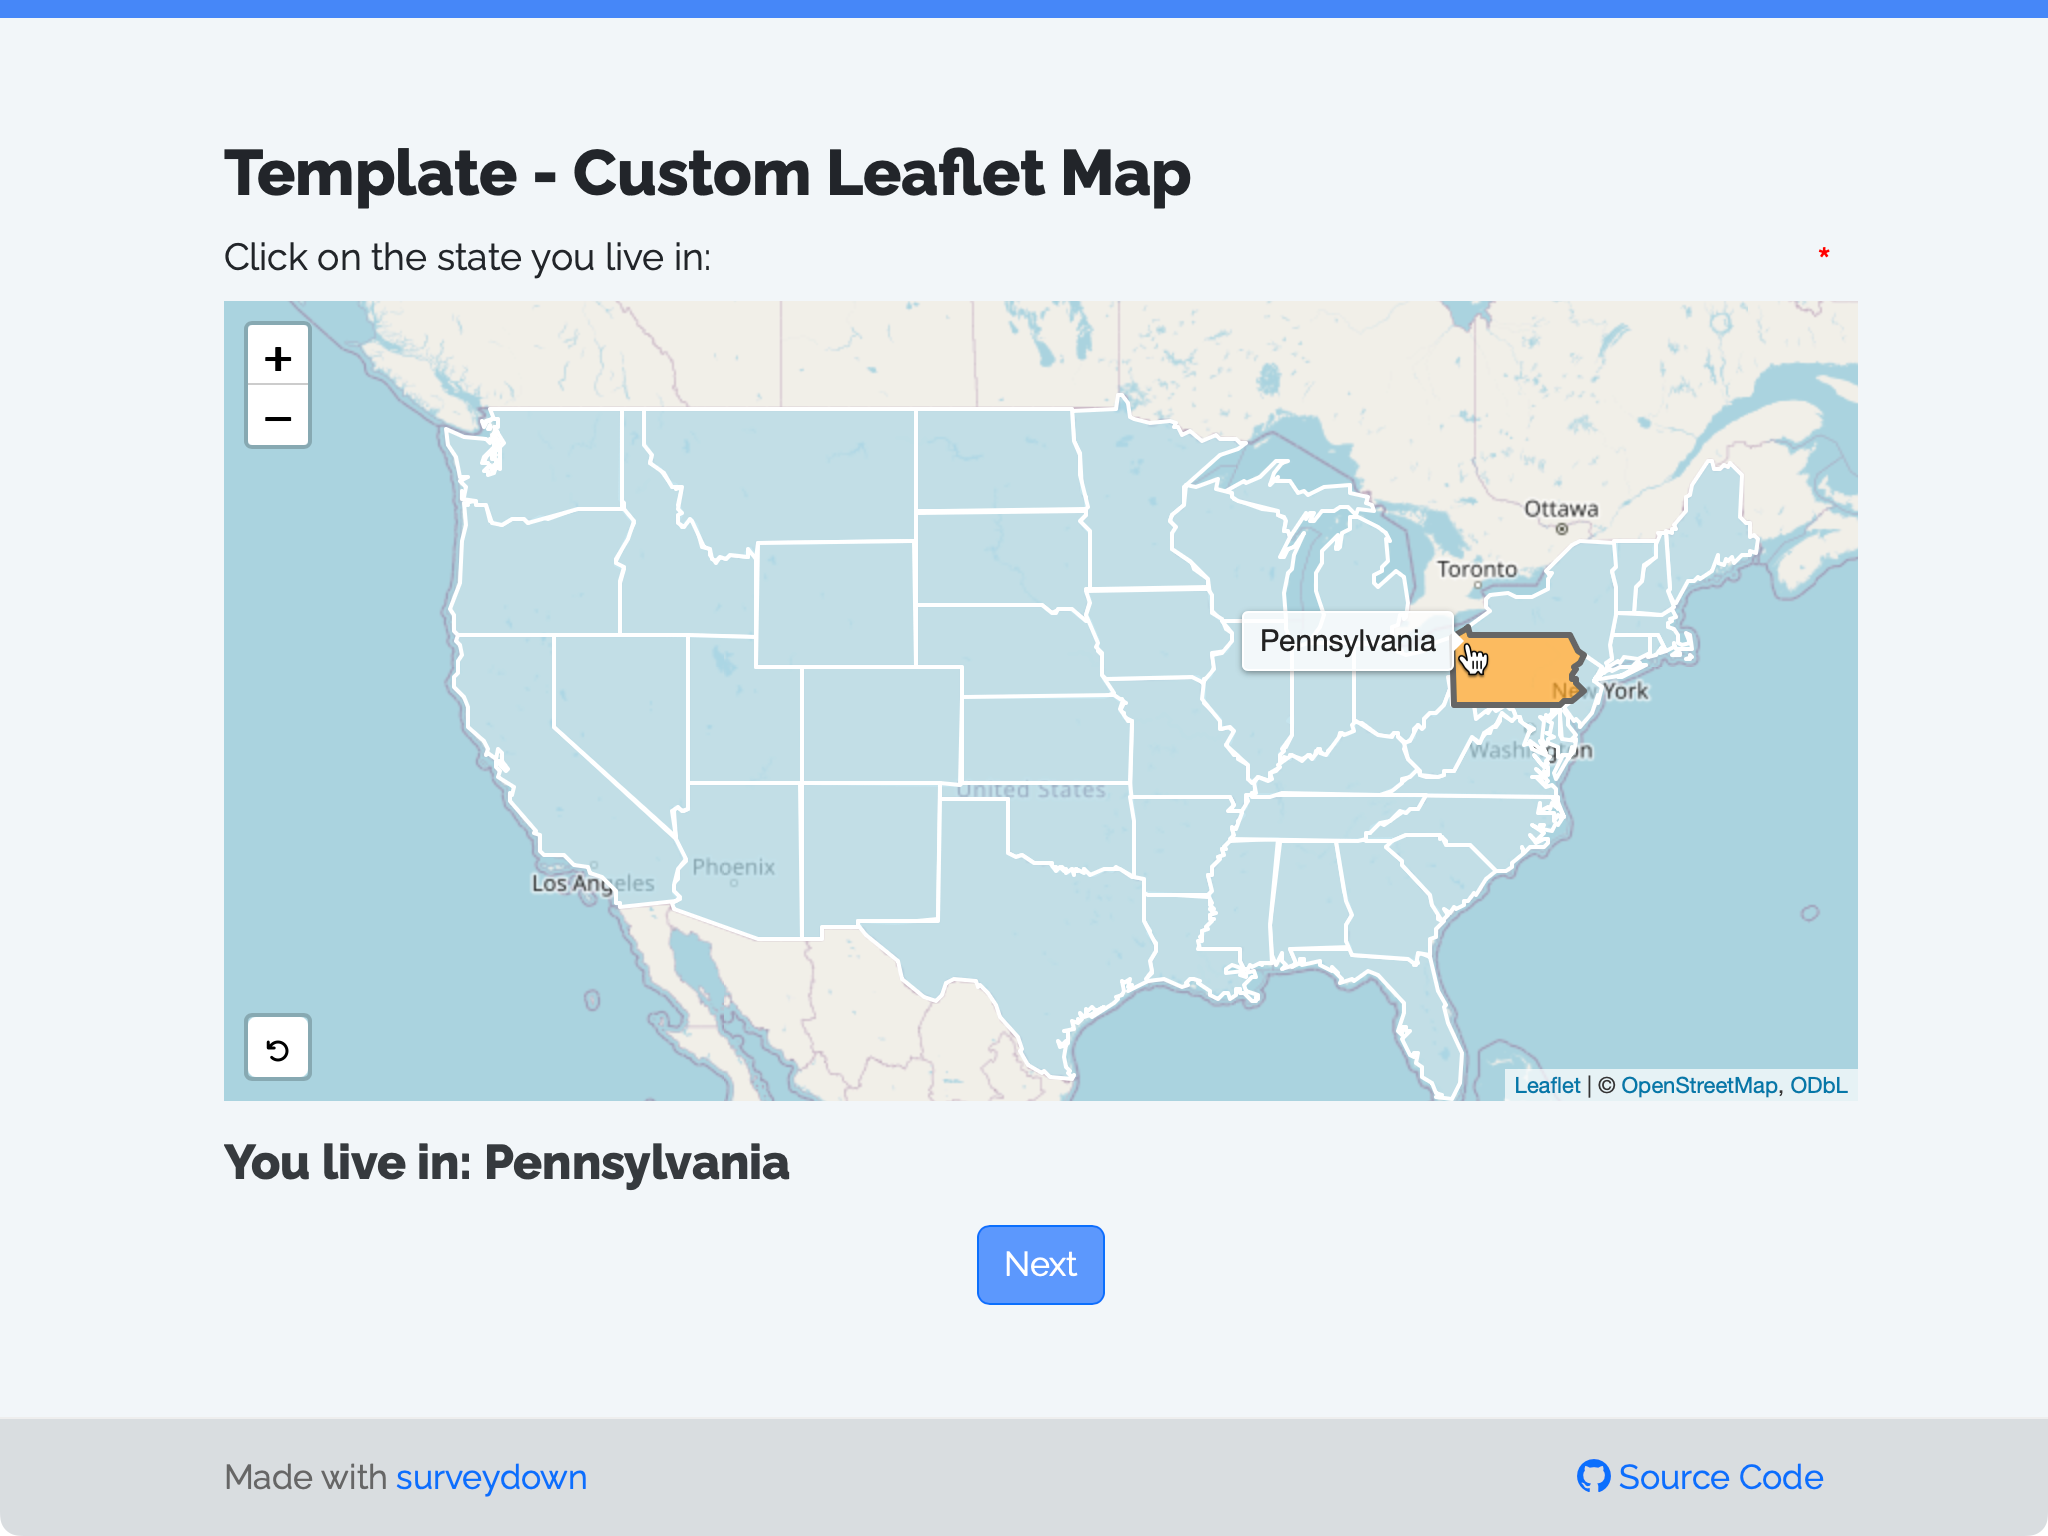 Template - Custom Leaflet Map
Click on the state you live in:
*
+
−
Ottawa
Toronto
Pennsylvania
New York
Washington
United States
Phoenix
Los Angeles
Leaflet | © OpenStreetMap, ODbL
You live in: Pennsylvania
Next
Made with surveydown
Source Code